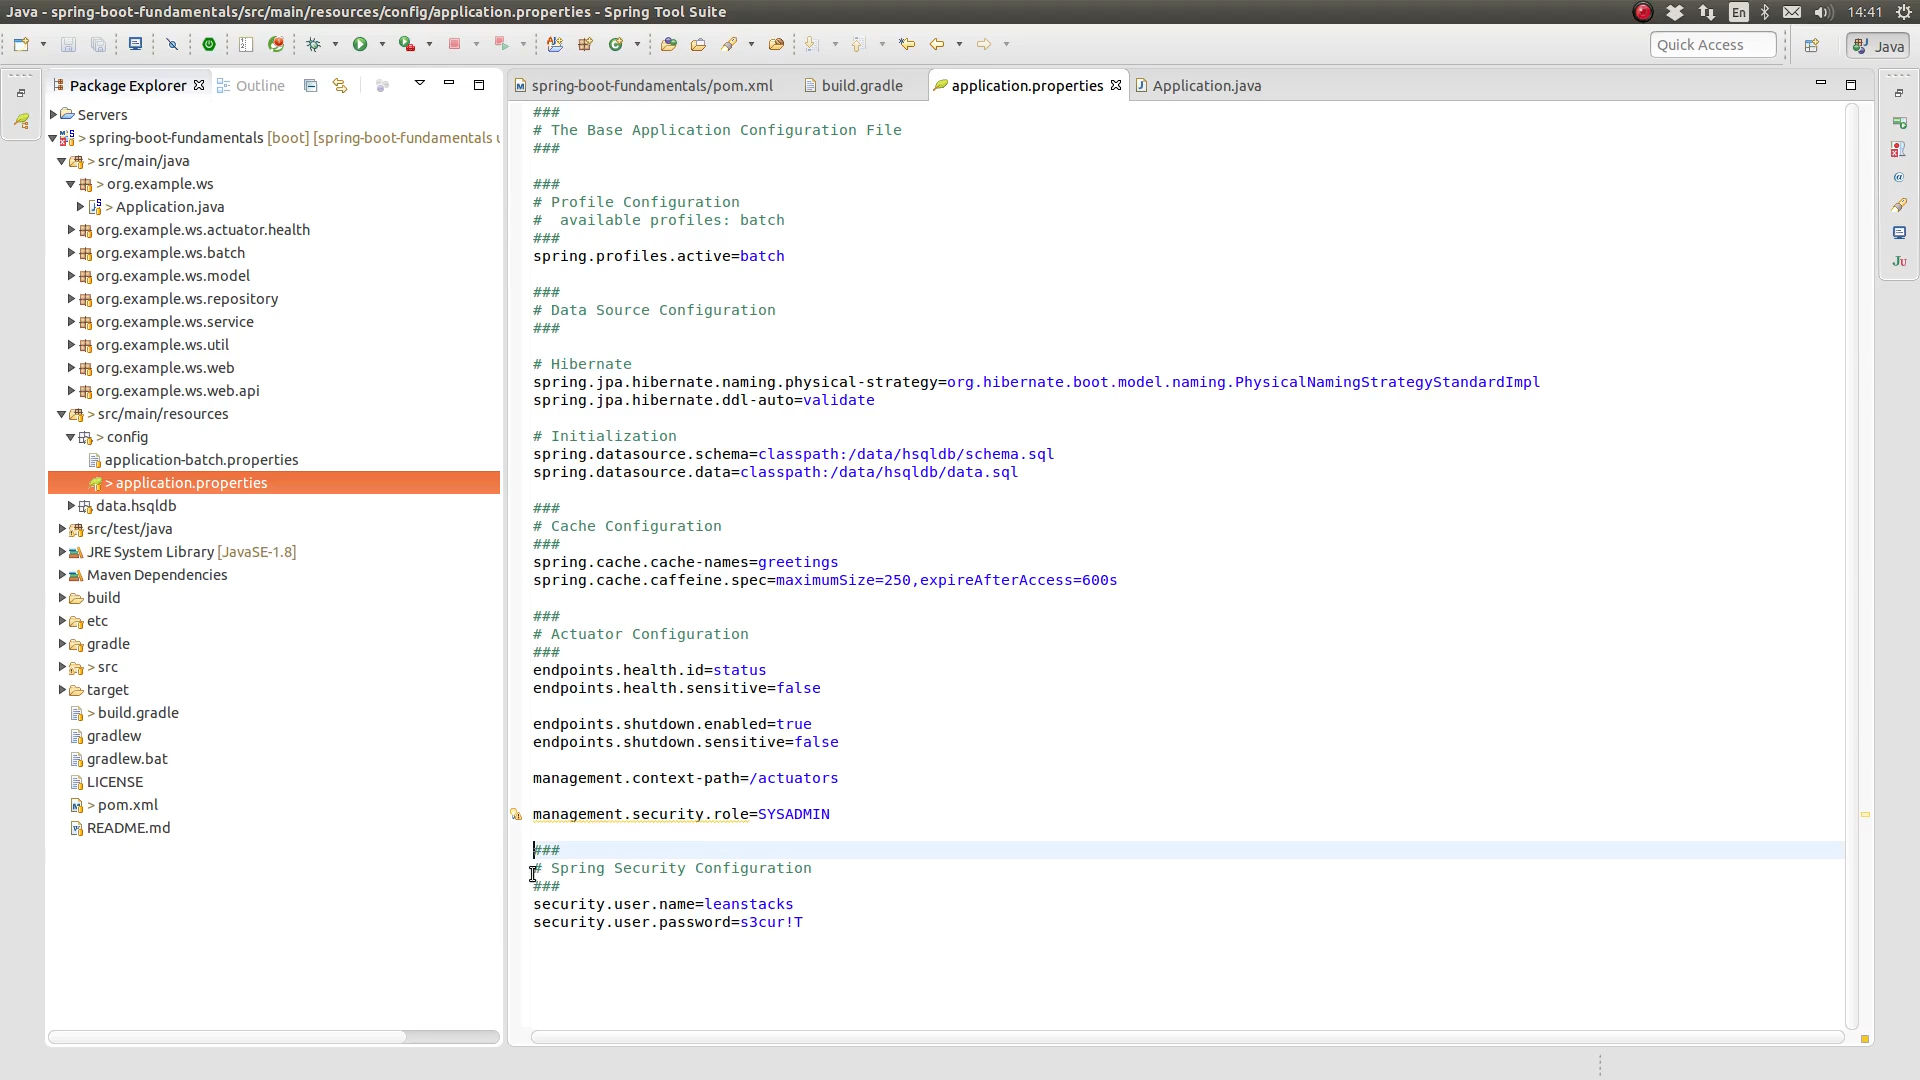 Java - spring-boot-fundamentals/src/main/resources/config/application.properties - Spring Tool Suite
En
14:41
Quick Access
Java
Package Explorer
Outline
spring-boot-fundamentals/pom.xml
build.gradle
application.properties
Application.java
Servers
> spring-boot-fundamentals [boot] [spring-boot-fundamentals
> src/main/java
> org.example.ws
> Application.java
org.example.ws.actuator.health
org.example.ws.batch
org.example.ws.model
org.example.ws.repository
org.example.ws.service
org.example.ws.util
org.example.ws.web
org.example.ws.web.api
> src/main/resources
> config
application-batch.properties
> application.properties
data.hsqldb
src/test/java
JRE System Library [JavaSE-1.8]
Maven Dependencies
build
etc
gradle
> src
target
> build.gradle
gradlew
gradlew.bat
LICENSE
> pom.xml
README.md
###
# The Base Application Configuration File
###
###
# Profile Configuration
#  available profiles: batch
###
spring.profiles.active=batch
###
# Data Source Configuration
###
# Hibernate
spring.jpa.hibernate.naming.physical-strategy=org.hibernate.boot.model.naming.PhysicalNamingStrategyStandardImpl
spring.jpa.hibernate.ddl-auto=validate
# Initialization
spring.datasource.schema=classpath:/data/hsqldb/schema.sql
spring.datasource.data=classpath:/data/hsqldb/data.sql
###
# Cache Configuration
###
spring.cache.cache-names=greetings
spring.cache.caffeine.spec=maximumSize=250,expireAfterAccess=600s
###
# Actuator Configuration
###
endpoints.health.id=status
endpoints.health.sensitive=false
endpoints.shutdown.enabled=true
endpoints.shutdown.sensitive=false
management.context-path=/actuators
management.security.role=SYSADMIN
###
# Spring Security Configuration
###
security.user.name=leanstacks
security.user.password=s3cur!T